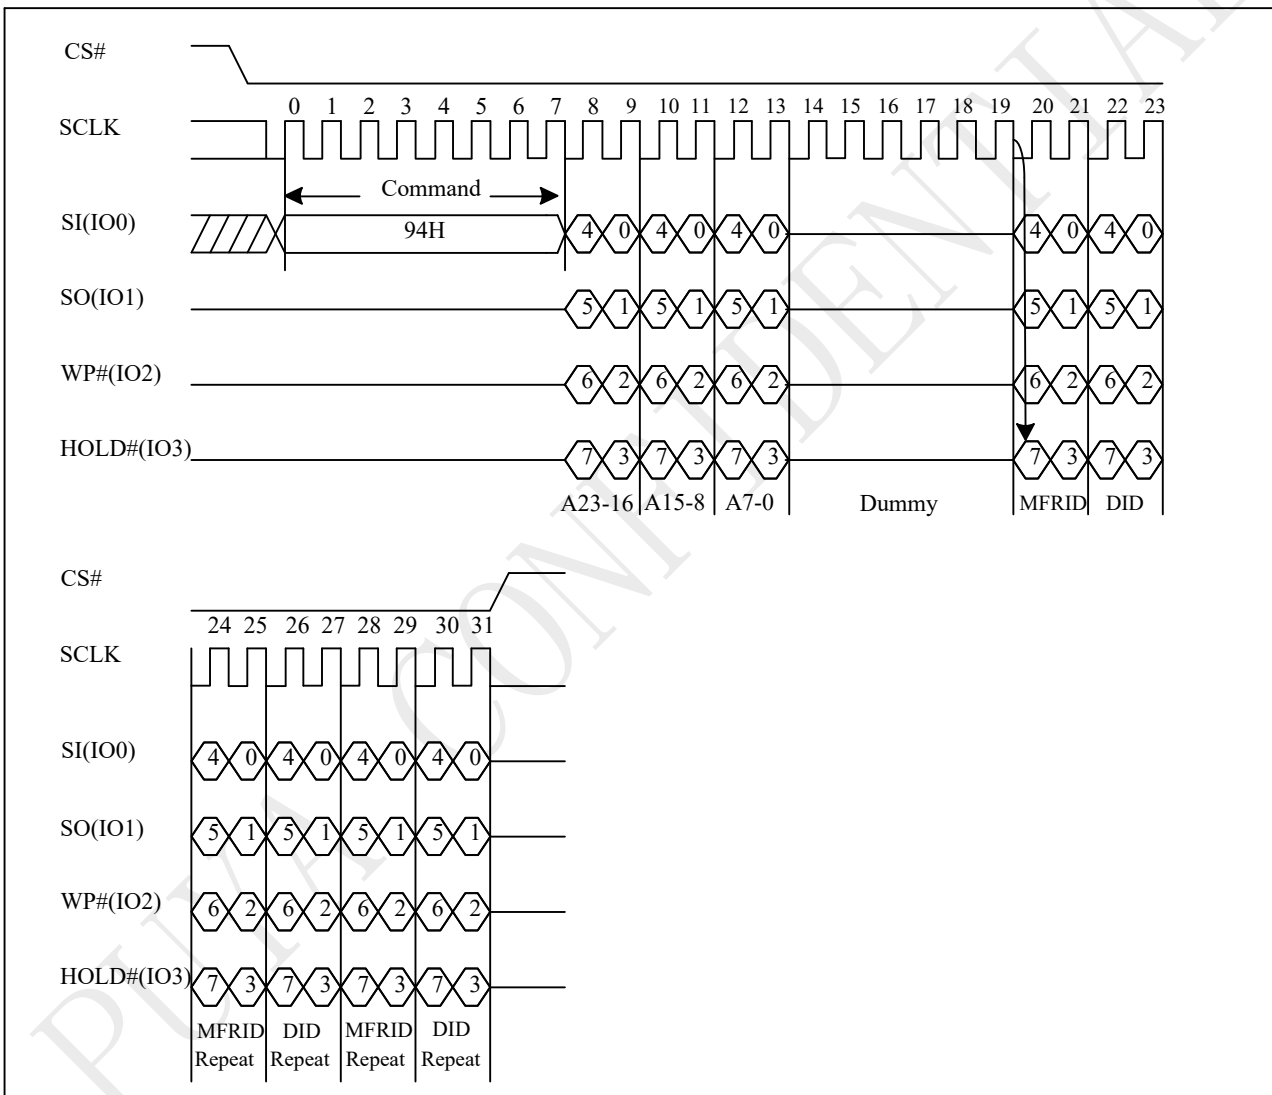 CS#
0 1 2 3 4 5 6 7 8 9 10 11 12 13 14 15 16 17 18 19 20 21 22 23
SCLK
Command
SI(IO0) 94H 4 0 4 0 4 0 4 0 4 0
SO(IO1) 5 1 5 1 5 1 5 1 5 1
WP#(IO2) 6 2 6 2 6 2 6 2 6 2
HOLD#(IO3) 7 3 7 3 7 3 7 3 7 3
A23-16 A15-8 A7-0 Dummy MFRID DID
CS#
24 25 26 27 28 29 30 31
SCLK
SI(IO0) 4 0 4 0 4 0 4 0
SO(IO1) 5 1 5 1 5 1 5 1
WP#(IO2) 6 2 6 2 6 2 6 2
HOLD#(IO3) 7 3 7 3 7 3 7 3
MFRID DID MFRID DID
Repeat Repeat Repeat Repeat
PUYA CONFIDENTIAL